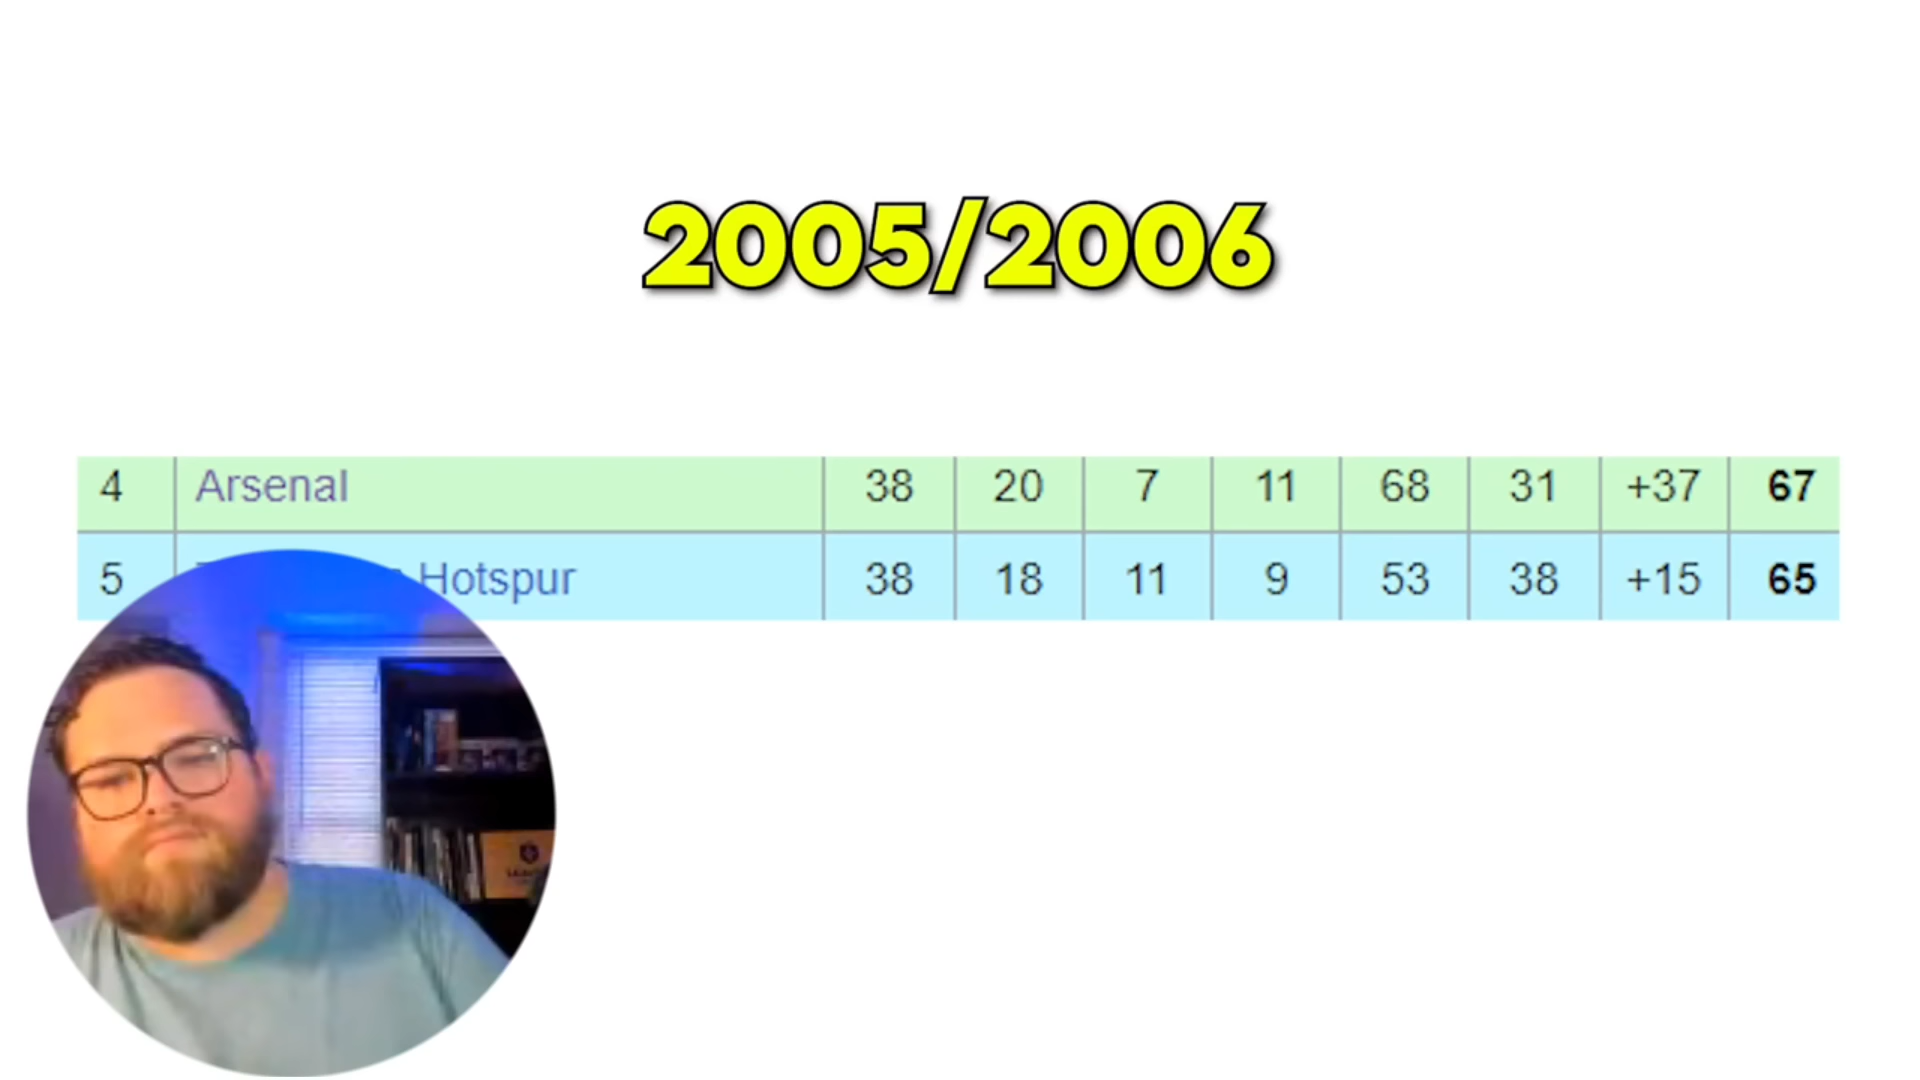 2005/2006
4 Arsenal 38 20 7 11 68 31 +37 67
5 Hotspur 38 18 11 9 53 38 +15 65